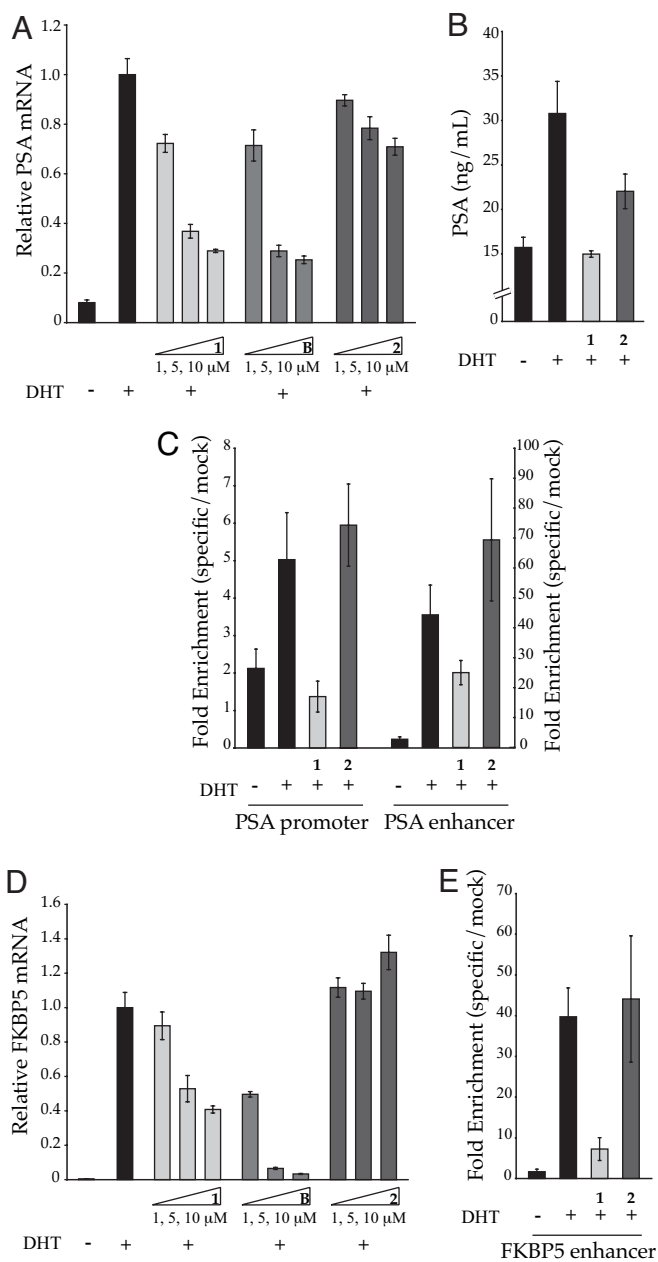 A
Relative PSA mRNA
1.0
0.8
0.6
0.4
0.2
0
1
B
2
1, 5, 10 μM
1, 5, 10 μM
1, 5, 10 μM
DHT - + + + +
B
PSA (ng/mL)
40
35
30
25
20
15
0
1 2
DHT - + + +
C
Fold Enrichment (specific/mock)
8
7
6
5
4
3
2
1
0
100
90
80
70
60
50
40
30
20
10
0
Fold Enrichment (specific/mock)
1 2 1 2
DHT - + + + - + + +
PSA promoter PSA enhancer
D
Relative FKBP5 mRNA
1.6
1.4
1.2
1.0
0.8
0.6
0.4
0.2
0
1
B
2
1, 5, 10 μM
1, 5, 10 μM
1, 5, 10 μM
DHT - + + + +
E
Fold Enrichment (specific/mock)
70
60
50
40
30
20
10
0
1 2
DHT - + + +
FKBP5 enhancer